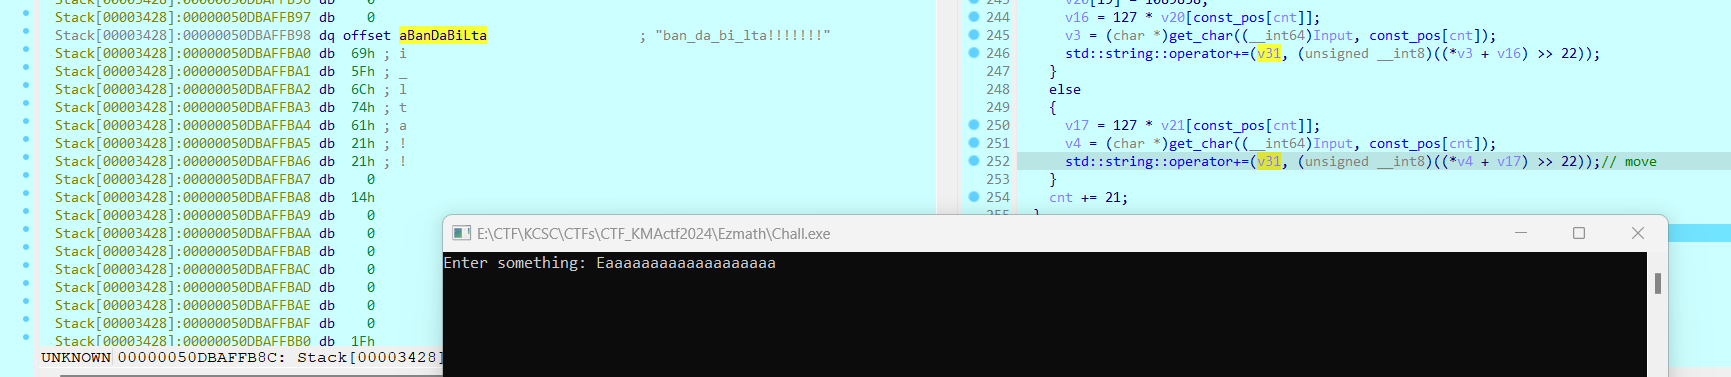 Stack[00003428]:00000050DBAFFB96 db 0
Stack[00003428]:00000050DBAFFB97 db 0
Stack[00003428]:00000050DBAFFB98 dq offset aBanDaBiLta ; "ban_da_bi_lta!!!!!!!"
Stack[00003428]:00000050DBAFFBA0 db 69h ; i
Stack[00003428]:00000050DBAFFBA1 db 5Fh ; _
Stack[00003428]:00000050DBAFFBA2 db 6Ch ; l
Stack[00003428]:00000050DBAFFBA3 db 74h ; t
Stack[00003428]:00000050DBAFFBA4 db 61h ; a
Stack[00003428]:00000050DBAFFBA5 db 21h ; !
Stack[00003428]:00000050DBAFFBA6 db 21h ; !
Stack[00003428]:00000050DBAFFBA7 db 0
Stack[00003428]:00000050DBAFFBA8 db 14h
Stack[00003428]:00000050DBAFFBA9 db 0
Stack[00003428]:00000050DBAFFBAA db 0
Stack[00003428]:00000050DBAFFBAB db 0
Stack[00003428]:00000050DBAFFBAC db 0
Stack[00003428]:00000050DBAFFBAD db 0
Stack[00003428]:00000050DBAFFBAE db 0
Stack[00003428]:00000050DBAFFBAF db 0
Stack[00003428]:00000050DBAFFBB0 db 1Fh
UNKNOWN 00000050DBAFFB8C: Stack[00003428]
244 v16 = 127 * v20[const_pos[cnt]];
245 v3 = (char *)get_char((__int64)Input, const_pos[cnt]);
246 std::string::operator+=(v31, (unsigned __int8)((*v3 + v16) >> 22));
247 }
248 else
249 {
250 v17 = 127 * v21[const_pos[cnt]];
251 v4 = (char *)get_char((__int64)Input, const_pos[cnt]);
252 std::string::operator+=(v31, (unsigned __int8)((*v4 + v17) >> 22));// move
253 }
254 cnt += 21;
E:\CTF\KCSC\CTFs\CTF_KMActf2024\Ezmath\Chall.exe
Enter something: Eaaaaaaaaaaaaaaaaaaa